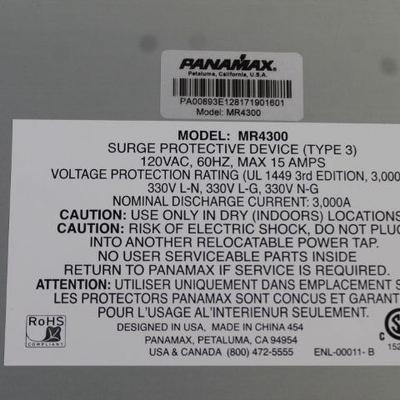 PANAMAX
Petaluma, California, U.S.A.
PA00893E128171901601
Model: MR4300
MODEL: MR4300
SURGE PROTECTIVE DEVICE (TYPE 3)
120VAC, 60HZ, MAX 15 AMPS
VOLTAGE PROTECTION RATING (UL 1449 3rd EDITION, 3,000
330V L-N, 330V L-G, 330V N-G
NOMINAL DISCHARGE CURRENT: 3,000A
CAUTION: USE ONLY IN DRY (INDOORS) LOCATIONS
CAUTION: RISK OF ELECTRIC SHOCK, DO NOT PLUG
INTO ANOTHER RELOCATABLE POWER TAP.
NO USER SERVICEABLE PARTS INSIDE
RETURN TO PANAMAX IF SERVICE IS REQUIRED.
ATTENTION: UTILISER UNIQUEMENT DANS EMPLACEMENT S
LES PROTECTORS PANAMAX SONT CONCUS ET GARANT
POUR l'USAGE AL'INTERIEUR SEULEMENT.
DESIGNED IN USA, MADE IN CHINA 454
PANAMAX, PETALUMA, CA 94954
USA & CANADA (800) 472-5555
ENL-00011- B
RoHS
COMPLIANT
C
152